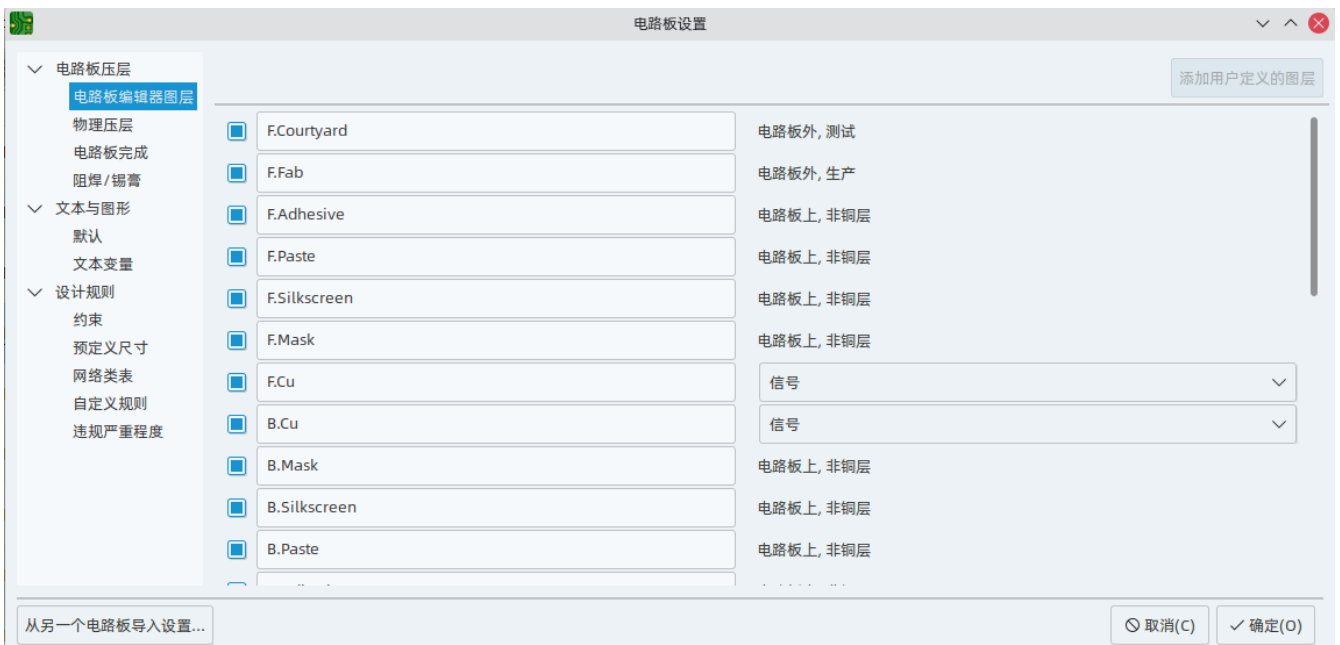 电路板设置
电路板压层
电路板编辑器图层
物理压层
电路板完成
阻焊/锡膏
文本与图形
默认
文本变量
设计规则
约束
预定义尺寸
网络类表
自定义规则
违规严重程度
添加用户定义的图层
F.Courtyard 电路板外, 测试
F.Fab 电路板外, 生产
F.Adhesive 电路板上, 非铜层
F.Paste 电路板上, 非铜层
F.Silkscreen 电路板上, 非铜层
F.Mask 电路板上, 非铜层
F.Cu 信号
B.Cu 信号
B.Mask 电路板上, 非铜层
B.Silkscreen 电路板上, 非铜层
B.Paste 电路板上, 非铜层
从另一个电路板导入设置... 取消(C) 确定(O)